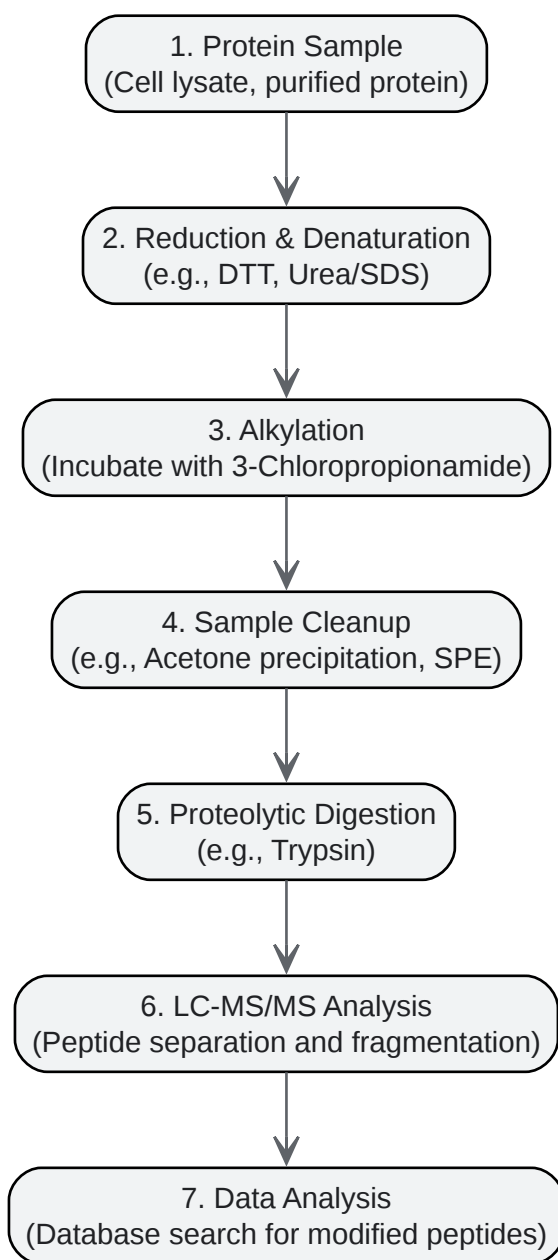 1. Protein Sample
(Cell lysate, purified protein)
2. Reduction & Denaturation
(e.g., DTT, Urea/SDS)
3. Alkylation
(Incubate with 3-Chloropropionamide)
4. Sample Cleanup
(e.g., Acetone precipitation, SPE)
5. Proteolytic Digestion
(e.g., Trypsin)
6. LC-MS/MS Analysis
(Peptide separation and fragmentation)
7. Data Analysis
(Database search for modified peptides)